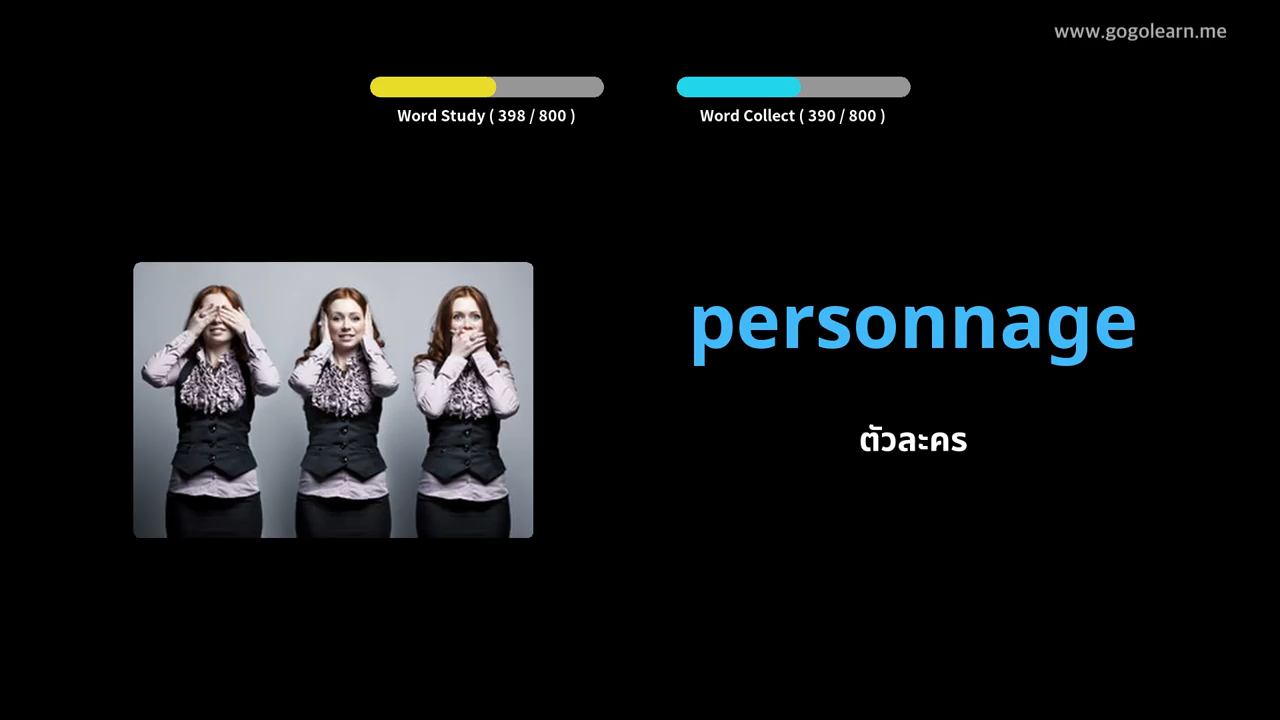 www.gogolearn.me
Word Study ( 398 / 800 )
Word Collect ( 390 / 800 )
personnage
ตัวละคร